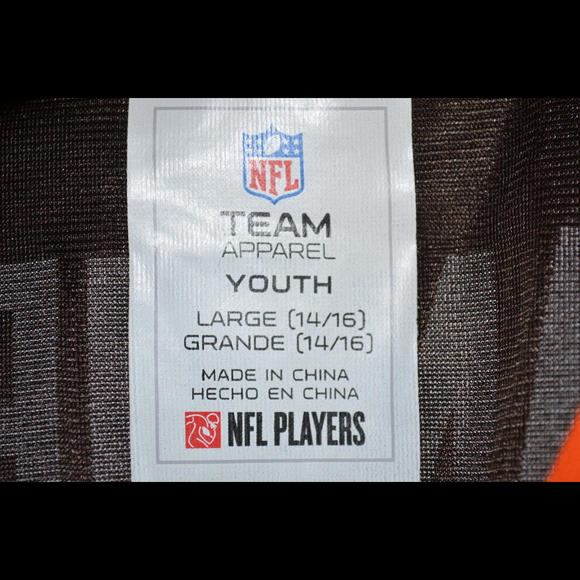 NFL
TEAM
APPAREL
YOUTH
LARGE (14/16)
GRANDE (14/16)
MADE IN CHINA
HECHO EN CHINA
NFL PLAYERS